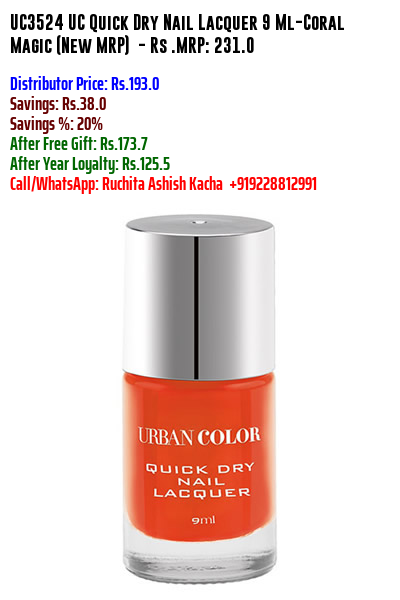 UC3524 UC Quick Dry Nail Lacquer 9 Ml-Coral
Magic (New MRP) - Rs .MRP: 231.0
Distributor Price: Rs.193.0
Savings: Rs.38.0
Savings %: 20%
After Free Gift: Rs.173.7
After Year Loyalty: Rs.125.5
Call/WhatsApp: Ruchita Ashish Kacha +919228812991
URBAN COLOR
QUICK DRY
NAIL
LACQUER
9ml